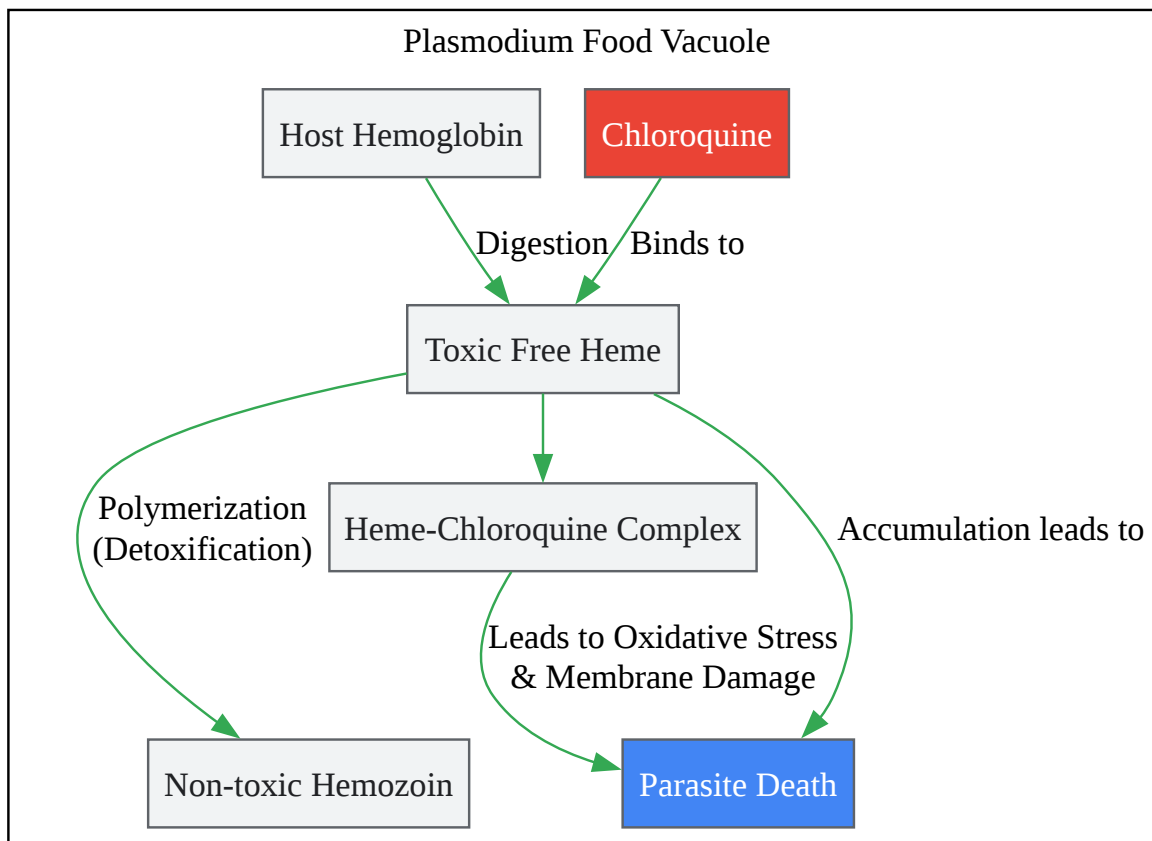 Plasmodium Food Vacuole
Host Hemoglobin
Chloroquine
Digestion
Binds to
Toxic Free Heme
Polymerization
(Detoxification)
Heme-Chloroquine Complex
Accumulation leads to
Leads to Oxidative Stress
& Membrane Damage
Non-toxic Hemozoin
Parasite Death